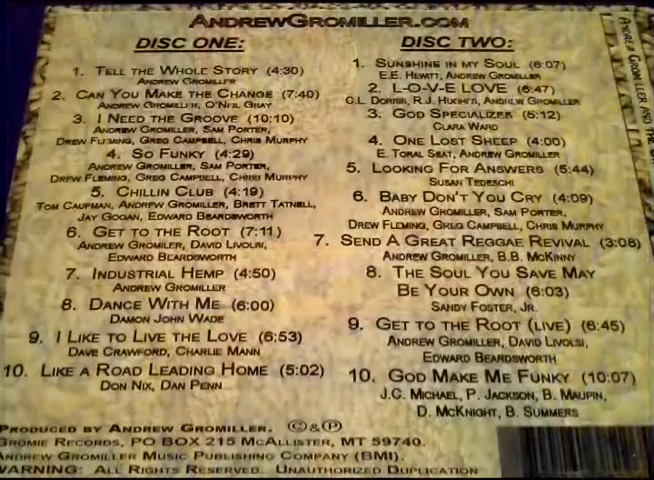 ANDREWGROMILLER.COM
DISC ONE:
1. TELL THE WHOLE STORY (4:30)
ANDREW GROMILLER
2. CAN YOU MAKE THE CHANGE (7:40)
ANDREW GROMILLER, O'NEIL GRAY
3. I NEED THE GROOVE (10:10)
ANDREW GROMILLER, SAM PORTER,
DREW FLEMING, GREG CAMPBELL, CHRIS MURPHY
4. SO FUNKY (4:29)
ANDREW GROMILLER, SAM PORTER,
DREW FLEMING, GREG CAMPBELL, CHRIS MURPHY
5. CHILLIN CLUB (4:19)
TOM CAUFMAN, ANDREW GROMILLER, BRETT TATNELL,
JAY GOGAN, EDWARD BEARDSWORTH
6. GET TO THE ROOT (7:11)
ANDREW GROMILER, DAVID LIVOLSI,
EDWARD BEARDSWORTH
7. INDUSTRIAL HEMP (4:50)
ANDREW GROMILLER
8. DANCE WITH ME (6:00)
DAMON JOHN WADE
9. I LIKE TO LIVE THE LOVE (6:53)
DAVE CRAWFORD, CHARLIE MANN
10. LIKE A ROAD LEADING HOME (5:02)
DON NIX, DAN PENN
DISC TWO:
1. SUNSHINE IN MY SOUL (6:07)
E.E. HEWITT, ANDREW GROMILLER
2. L-O-V-E LOVE (6:47)
C.L. DOBSON, R.J. HUGHES, ANDREW GROMILLER
3. GOD SPECIALIZES (5:12)
CLARA WARD
4. ONE LOST SHEEP (4:00)
E. TORAL SEAT, ANDREW GROMILLER
5. LOOKING FOR ANSWERS (5:44)
SUSAN TEDESCHI
6. BABY DON'T YOU CRY (4:09)
ANDREW GROMILLER, SAM PORTER,
DREW FLEMING, GREG CAMPBELL, CHRIS MURPHY
7. SEND A GREAT REGGAE REVIVAL (3:08)
ANDREW GROMILLER, B.B. MCKINNY
8. THE SOUL YOU SAVE MAY
BE YOUR OWN (6:03)
SANDY FOSTER, JR.
9. GET TO THE ROOT (LIVE) (6:45)
ANDREW GROMILLER, DAVID LIVOLSI,
EDWARD BEARDSWORTH
10. GOD MAKE ME FUNKY (10:07)
J.C. MICHAEL, P. JACKSON, B. MAUPIN,
D. MCKNIGHT, B. SUMMERS
PRODUCED BY ANDREW GROMILLER. ©&℗
GROMIE RECORDS, PO BOX 215 MCALLISTER, MT 59740.
ANDREW GROMILLER MUSIC PUBLISHING COMPANY (BMI).
WARNING: ALL RIGHTS RESERVED. UNAUTHORIZED DUPLICATION
ANDREW GROMILLER AND THE